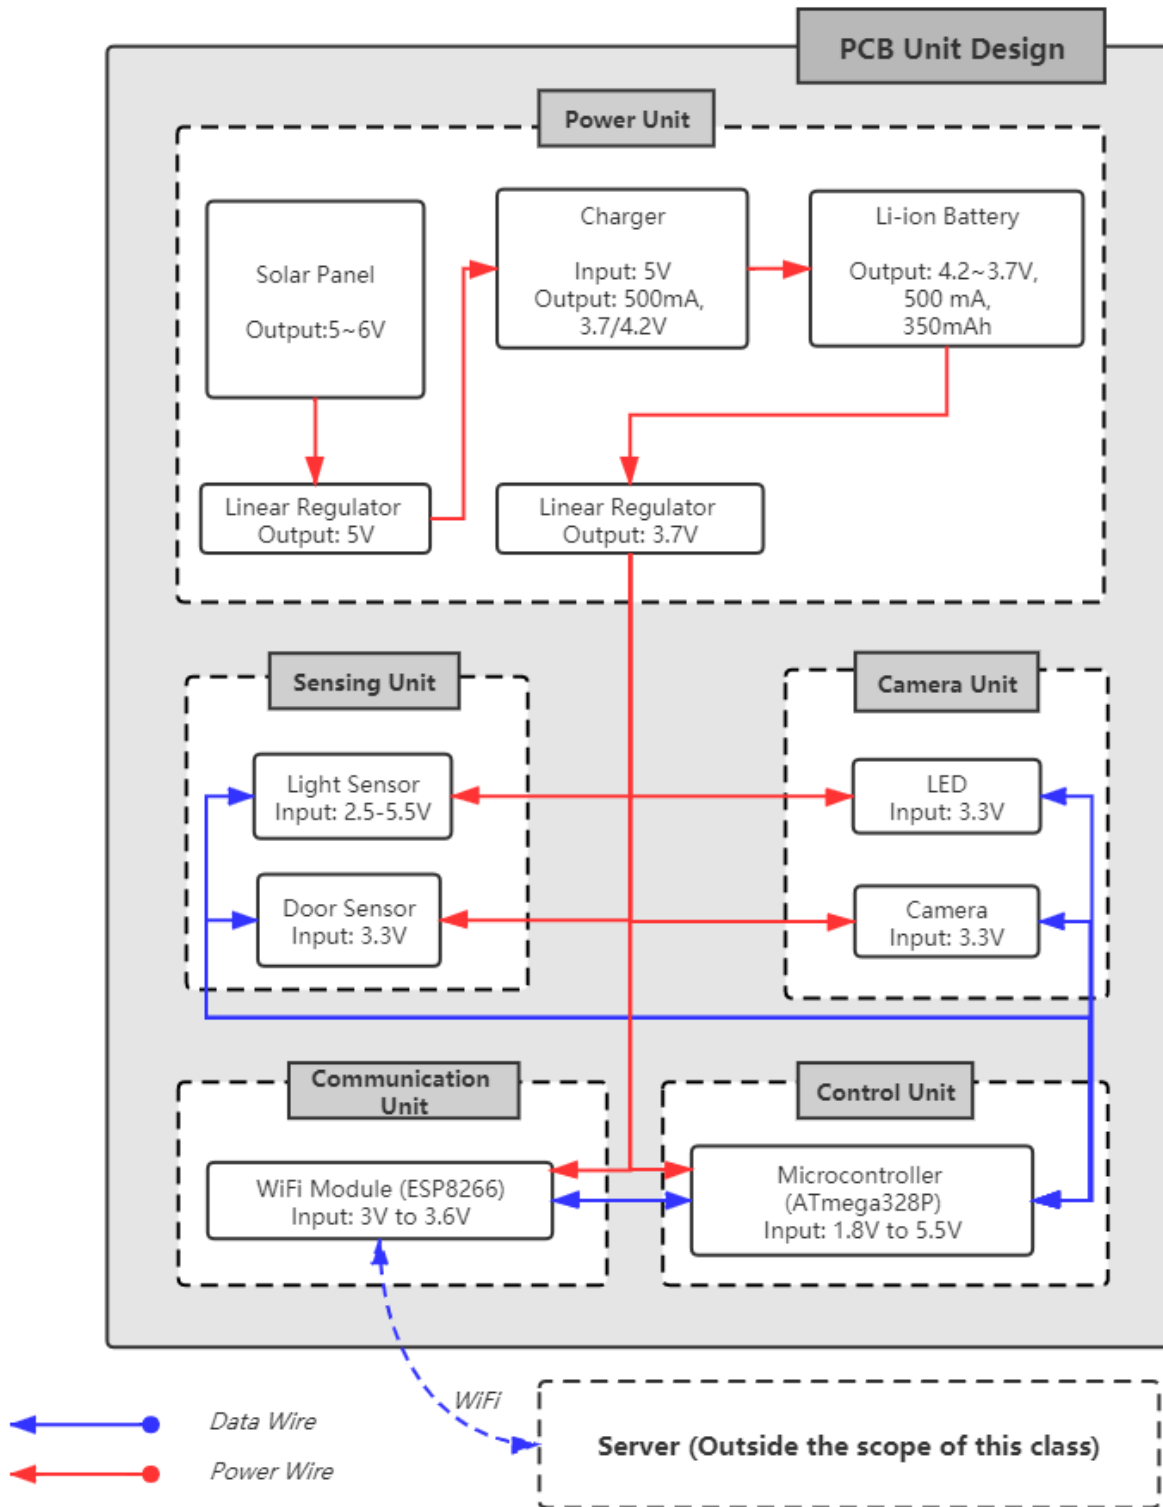 PCB Unit Design
Power Unit
Solar Panel
Output:5~6V
Charger
Input: 5V
Output: 500mA,
3.7/4.2V
Li-ion Battery
Output: 4.2~3.7V,
500 mA,
350mAh
Linear Regulator
Output: 5V
Linear Regulator
Output: 3.7V
Sensing Unit
Light Sensor
Input: 2.5-5.5V
Door Sensor
Input: 3.3V
Camera Unit
LED
Input: 3.3V
Camera
Input: 3.3V
Communication
Unit
WiFi Module (ESP8266)
Input: 3V to 3.6V
Control Unit
Microcontroller
(ATmega328P)
Input: 1.8V to 5.5V
WiFi
Data Wire
Power Wire
Server (Outside the scope of this class)